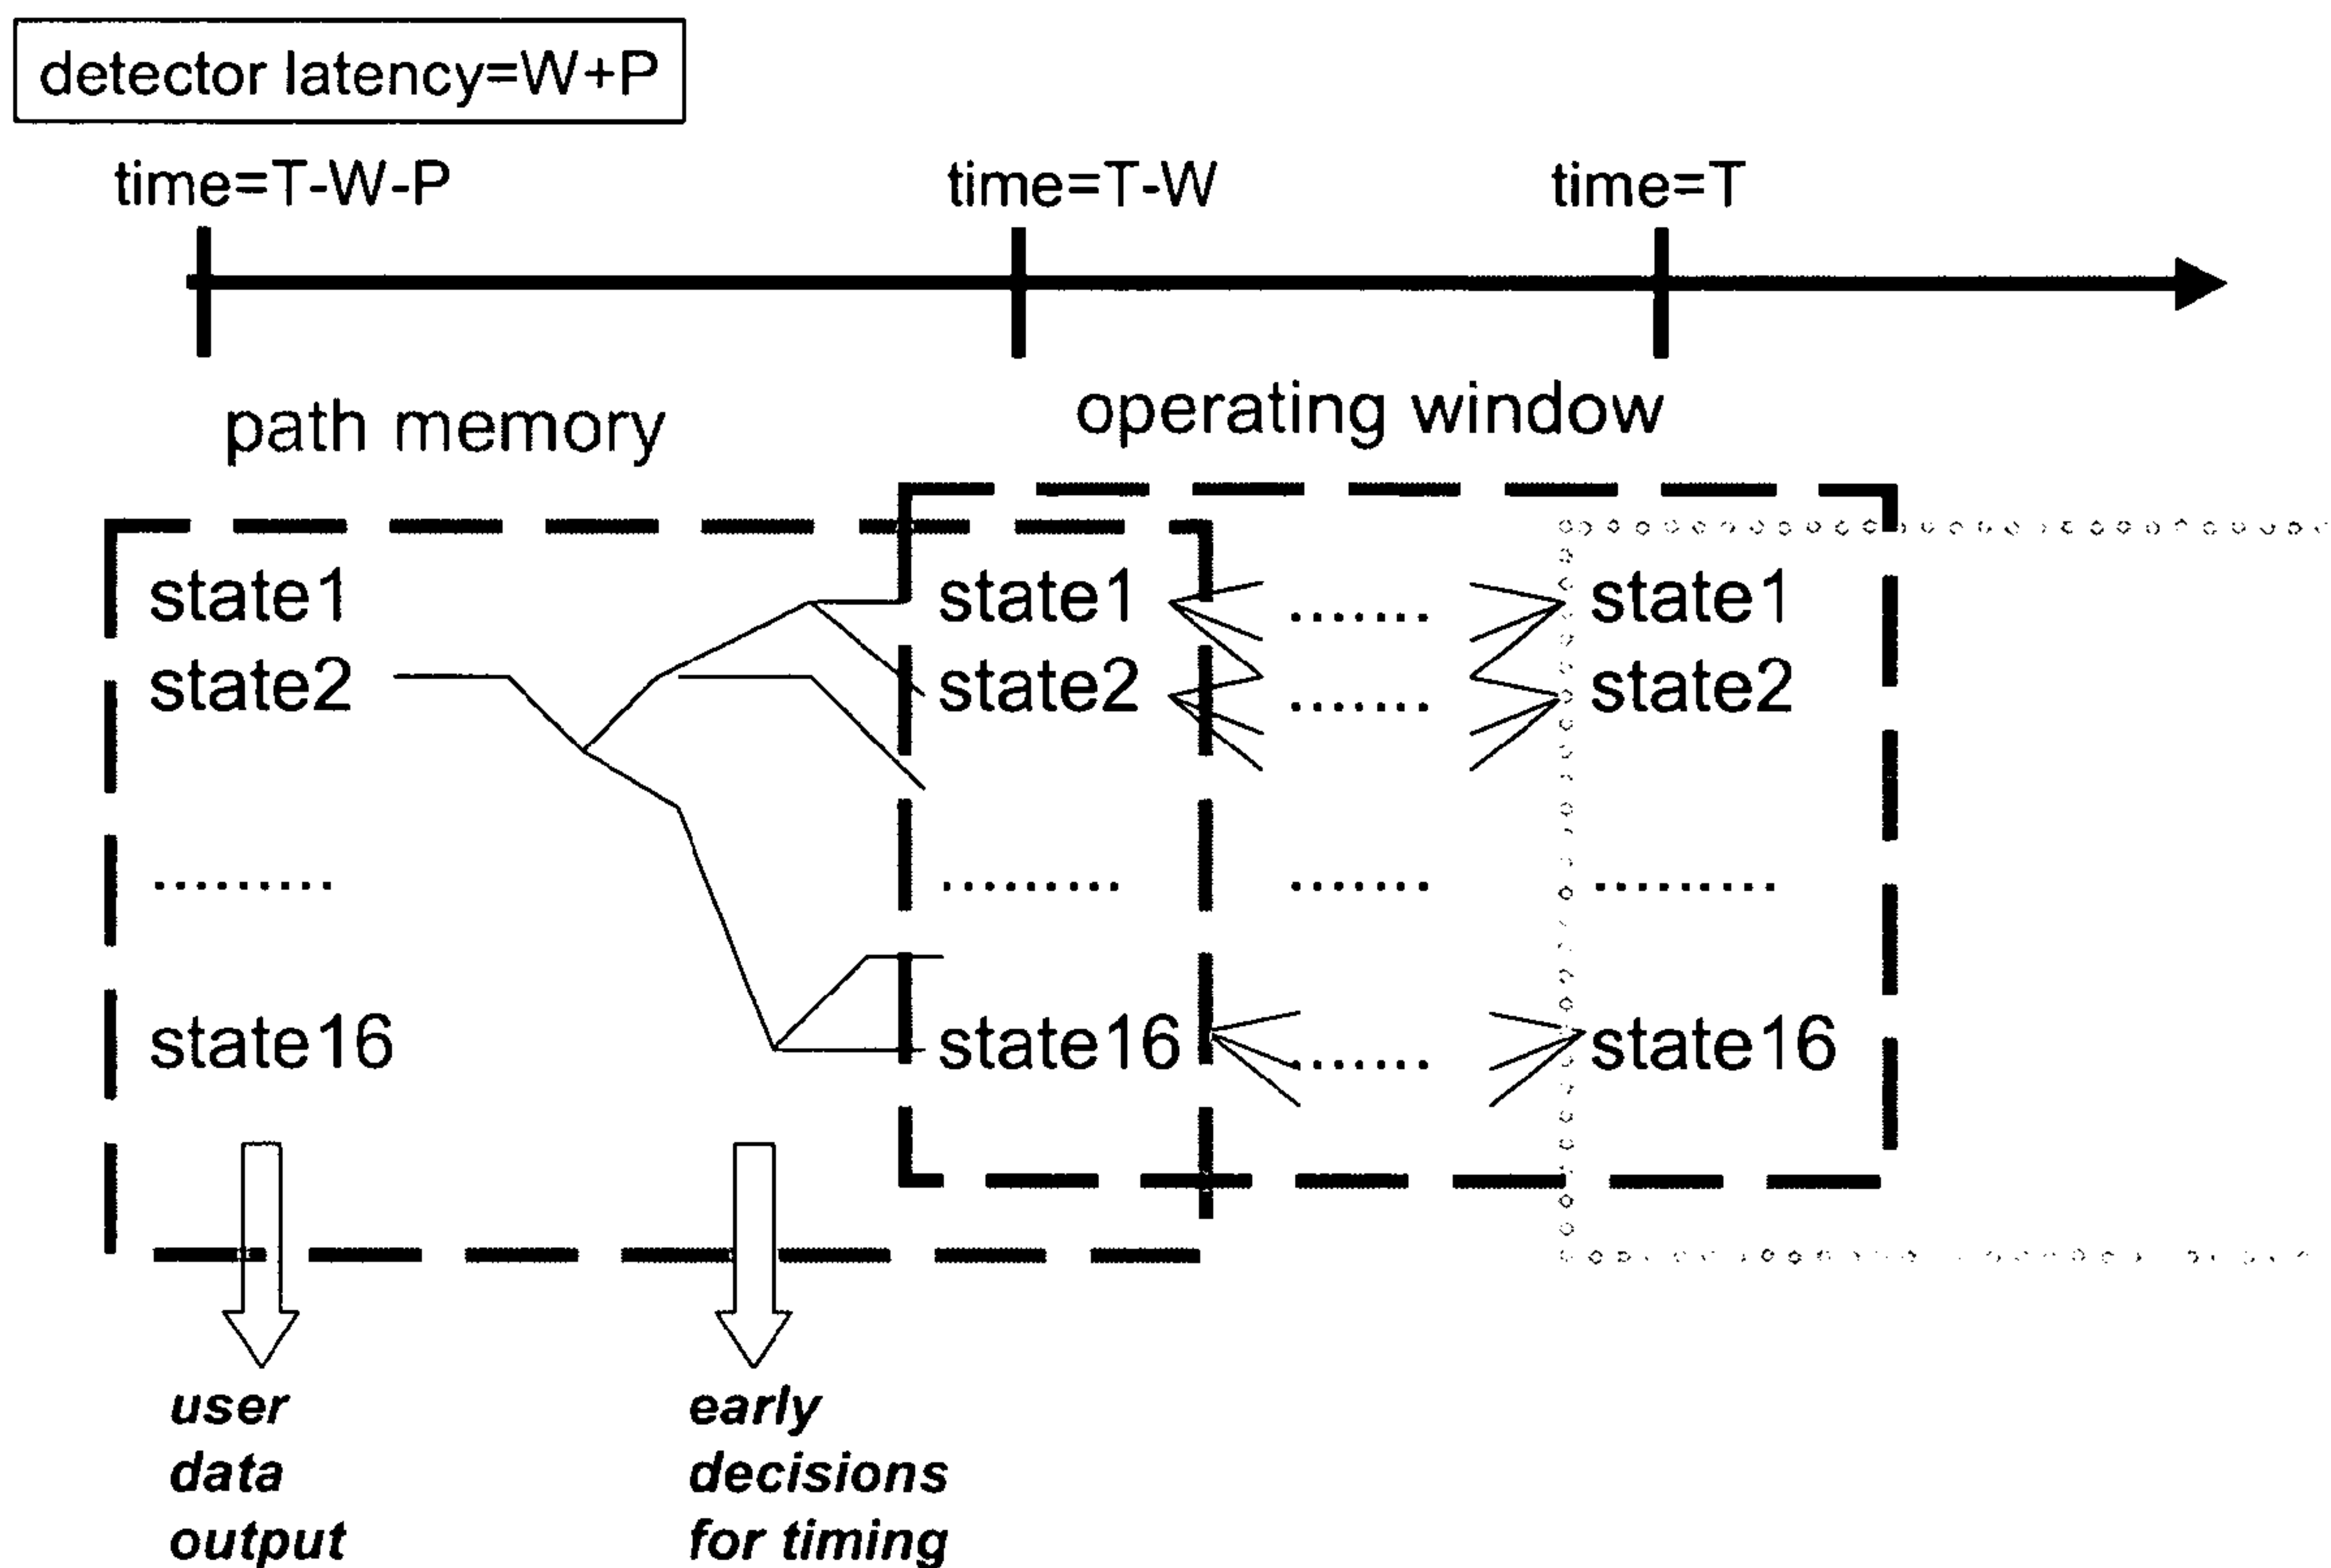 detector latency=W+P
time=T-W-P time=T-W time=T
path memory operating window
state1 state1 ....... state1
state2 state2 ....... state2
......... ......... ....... .........
state16 state16 ....... state16
user
data
output
early
decisions
for timing